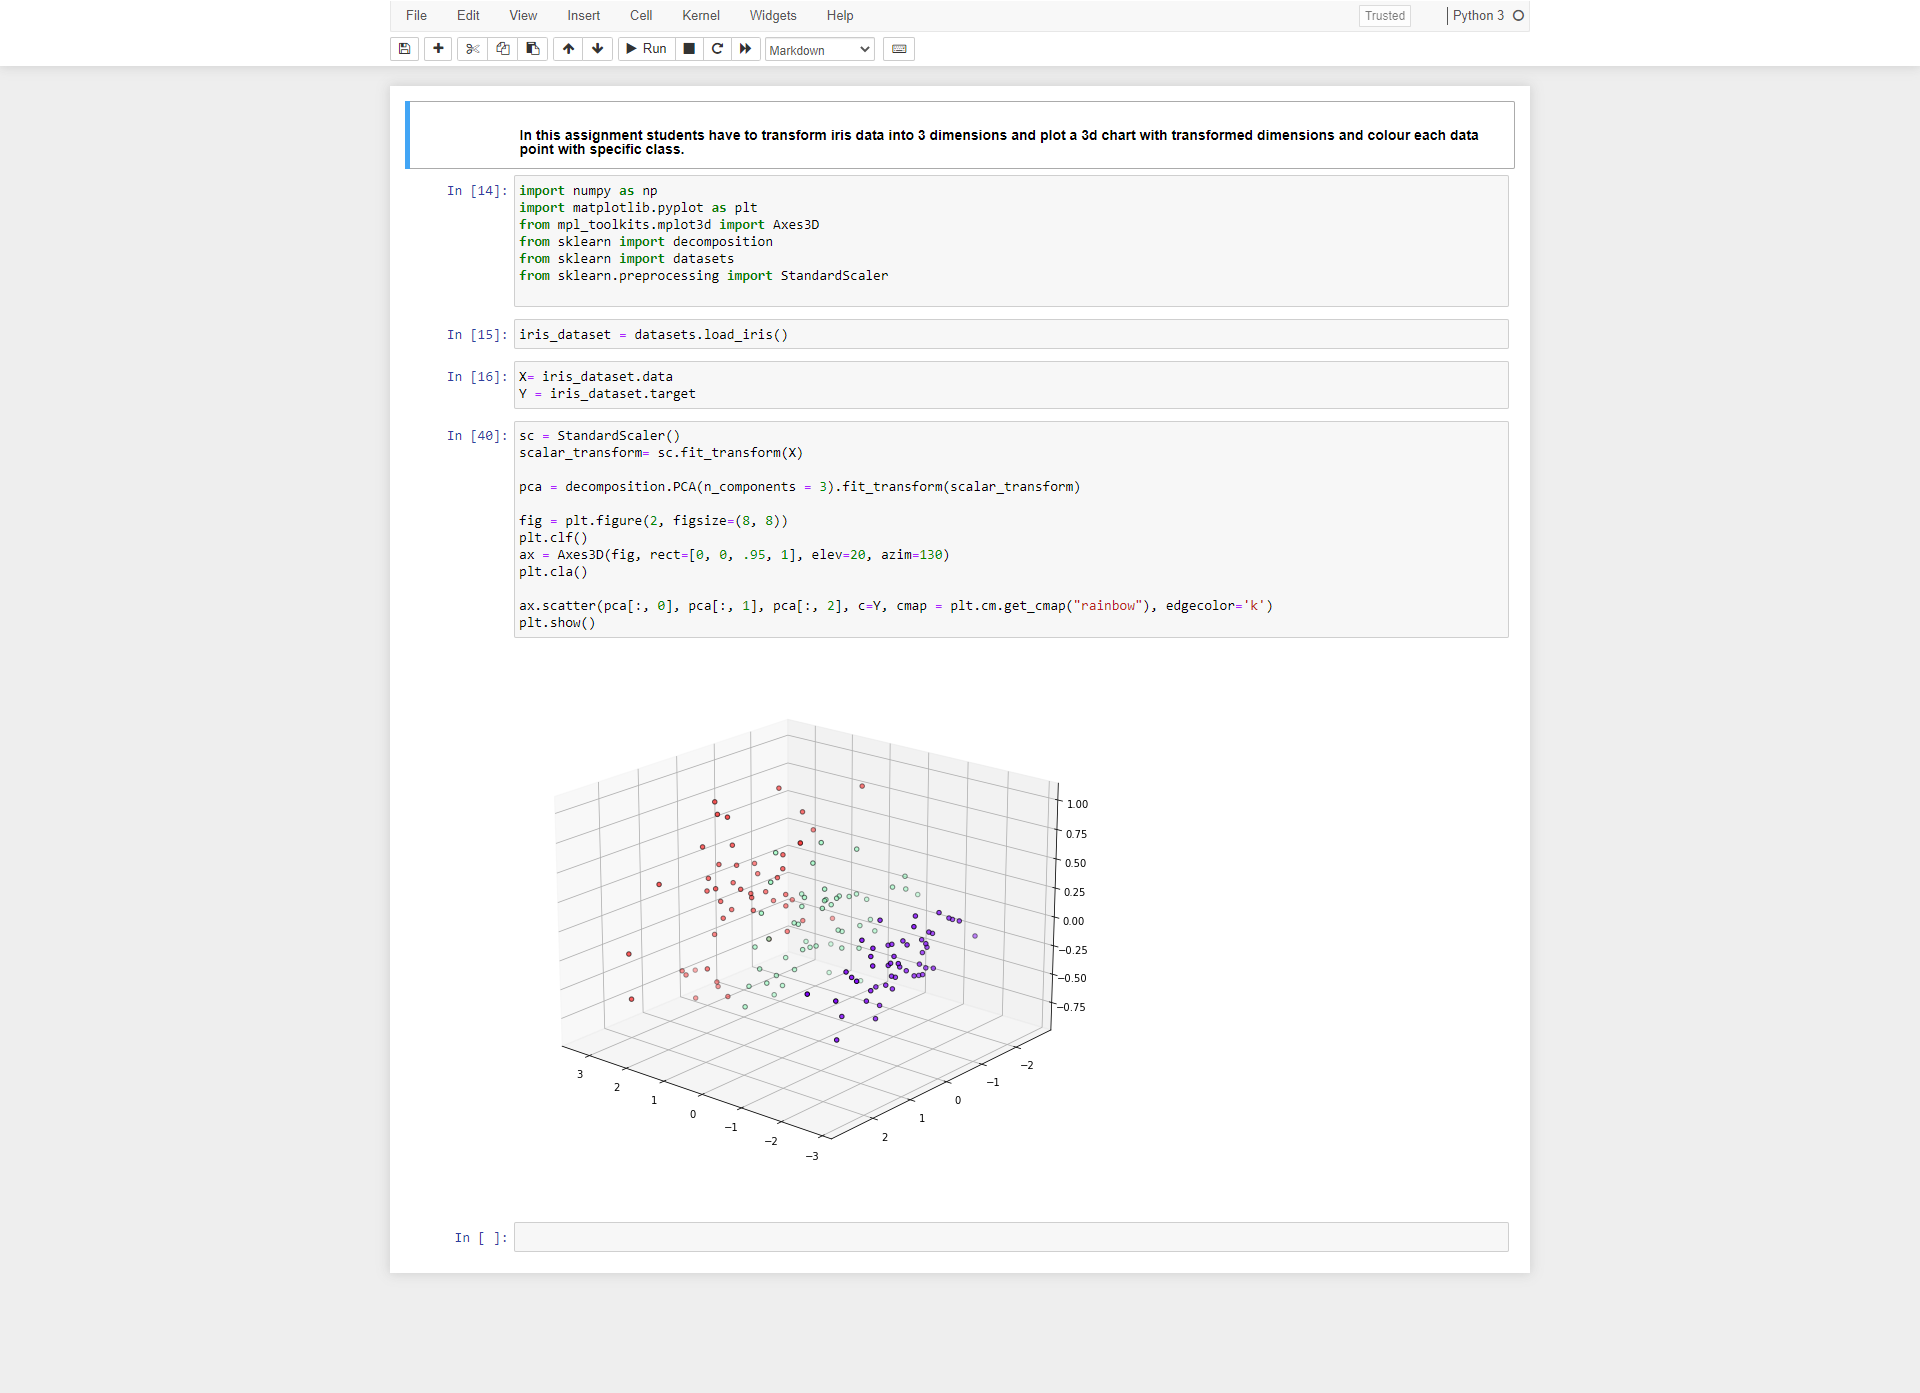 File Edit View Insert Cell Kernel Widgets Help Trusted Python 3
Run Markdown
In this assignment students have to transform iris data into 3 dimensions and plot a 3d chart with transformed dimensions and colour each data
point with specific class.
In [14]: import numpy as np
import matplotlib.pyplot as plt
from mpl_toolkits.mplot3d import Axes3D
from sklearn import decomposition
from sklearn import datasets
from sklearn.preprocessing import StandardScaler
In [15]: iris_dataset = datasets.load_iris()
In [16]: X= iris_dataset.data
Y = iris_dataset.target
In [40]: sc = StandardScaler()
scalar_transform= sc.fit_transform(X)
pca = decomposition.PCA(n_components = 3).fit_transform(scalar_transform)
fig = plt.figure(2, figsize=(8, 8))
plt.clf()
ax = Axes3D(fig, rect=[0, 0, .95, 1], elev=20, azim=130)
plt.cla()
ax.scatter(pca[:, 0], pca[:, 1], pca[:, 2], c=Y, cmap = plt.cm.get_cmap("rainbow"), edgecolor='k')
plt.show()
1.00
0.75
0.50
0.25
0.00
−0.25
−0.50
−0.75
3
2
1
0
−1
−2
−3
−2
−1
0
1
2
In [ ]: